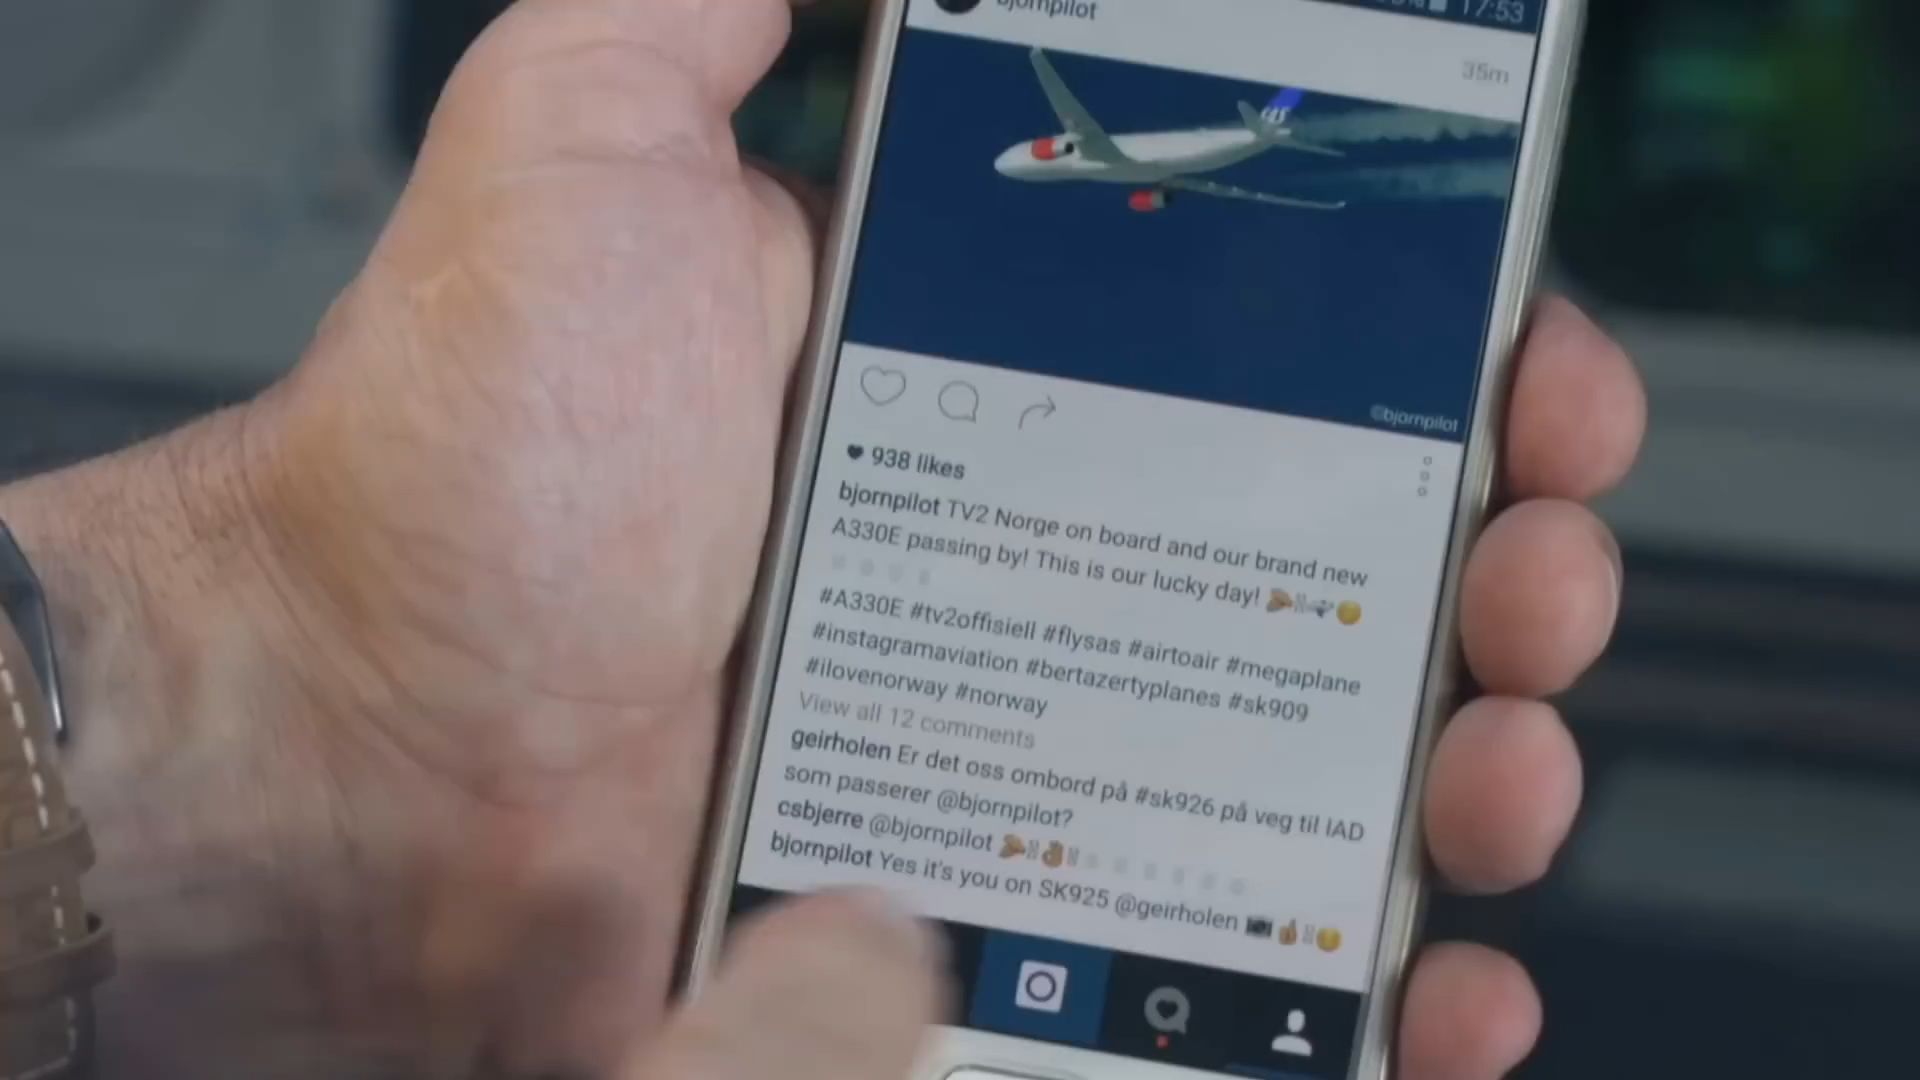 bjornpilot
17:53
35m
SAS
©bjornpilot
938 likes
bjornpilot TV2 Norge on board and our brand new
A330E passing by! This is our lucky day!
#A330E #tv2offisiell #flysas #airtoair #megaplane
#instagramaviation #bertazertyplanes #sk909
#ilovenorway #norway
View all 12 comments
geirholen Er det oss ombord på #sk926 på veg til IAD
som passerer @bjornpilot?
csbjerre @bjornpilot
bjornpilot Yes it's you on SK925 @geirholen